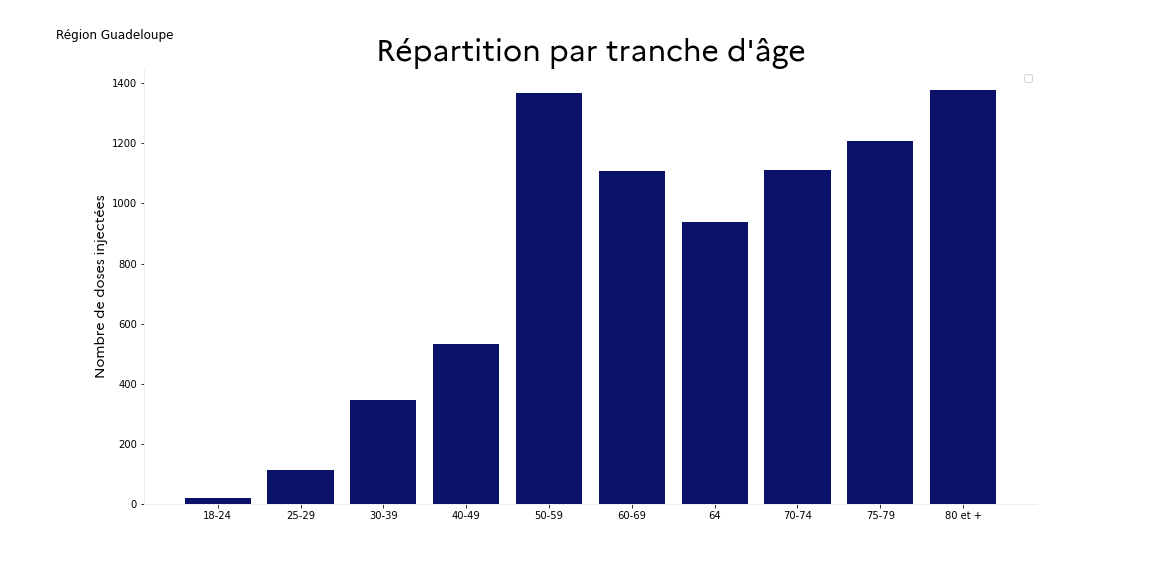 Région Guadeloupe
Répartition par tranche d'âge
Nombre de doses injectées
1400
1200
1000
800
600
400
200
0
18-24 25-29 30-39 40-49 50-59 60-69 64 70-74 75-79 80 et +